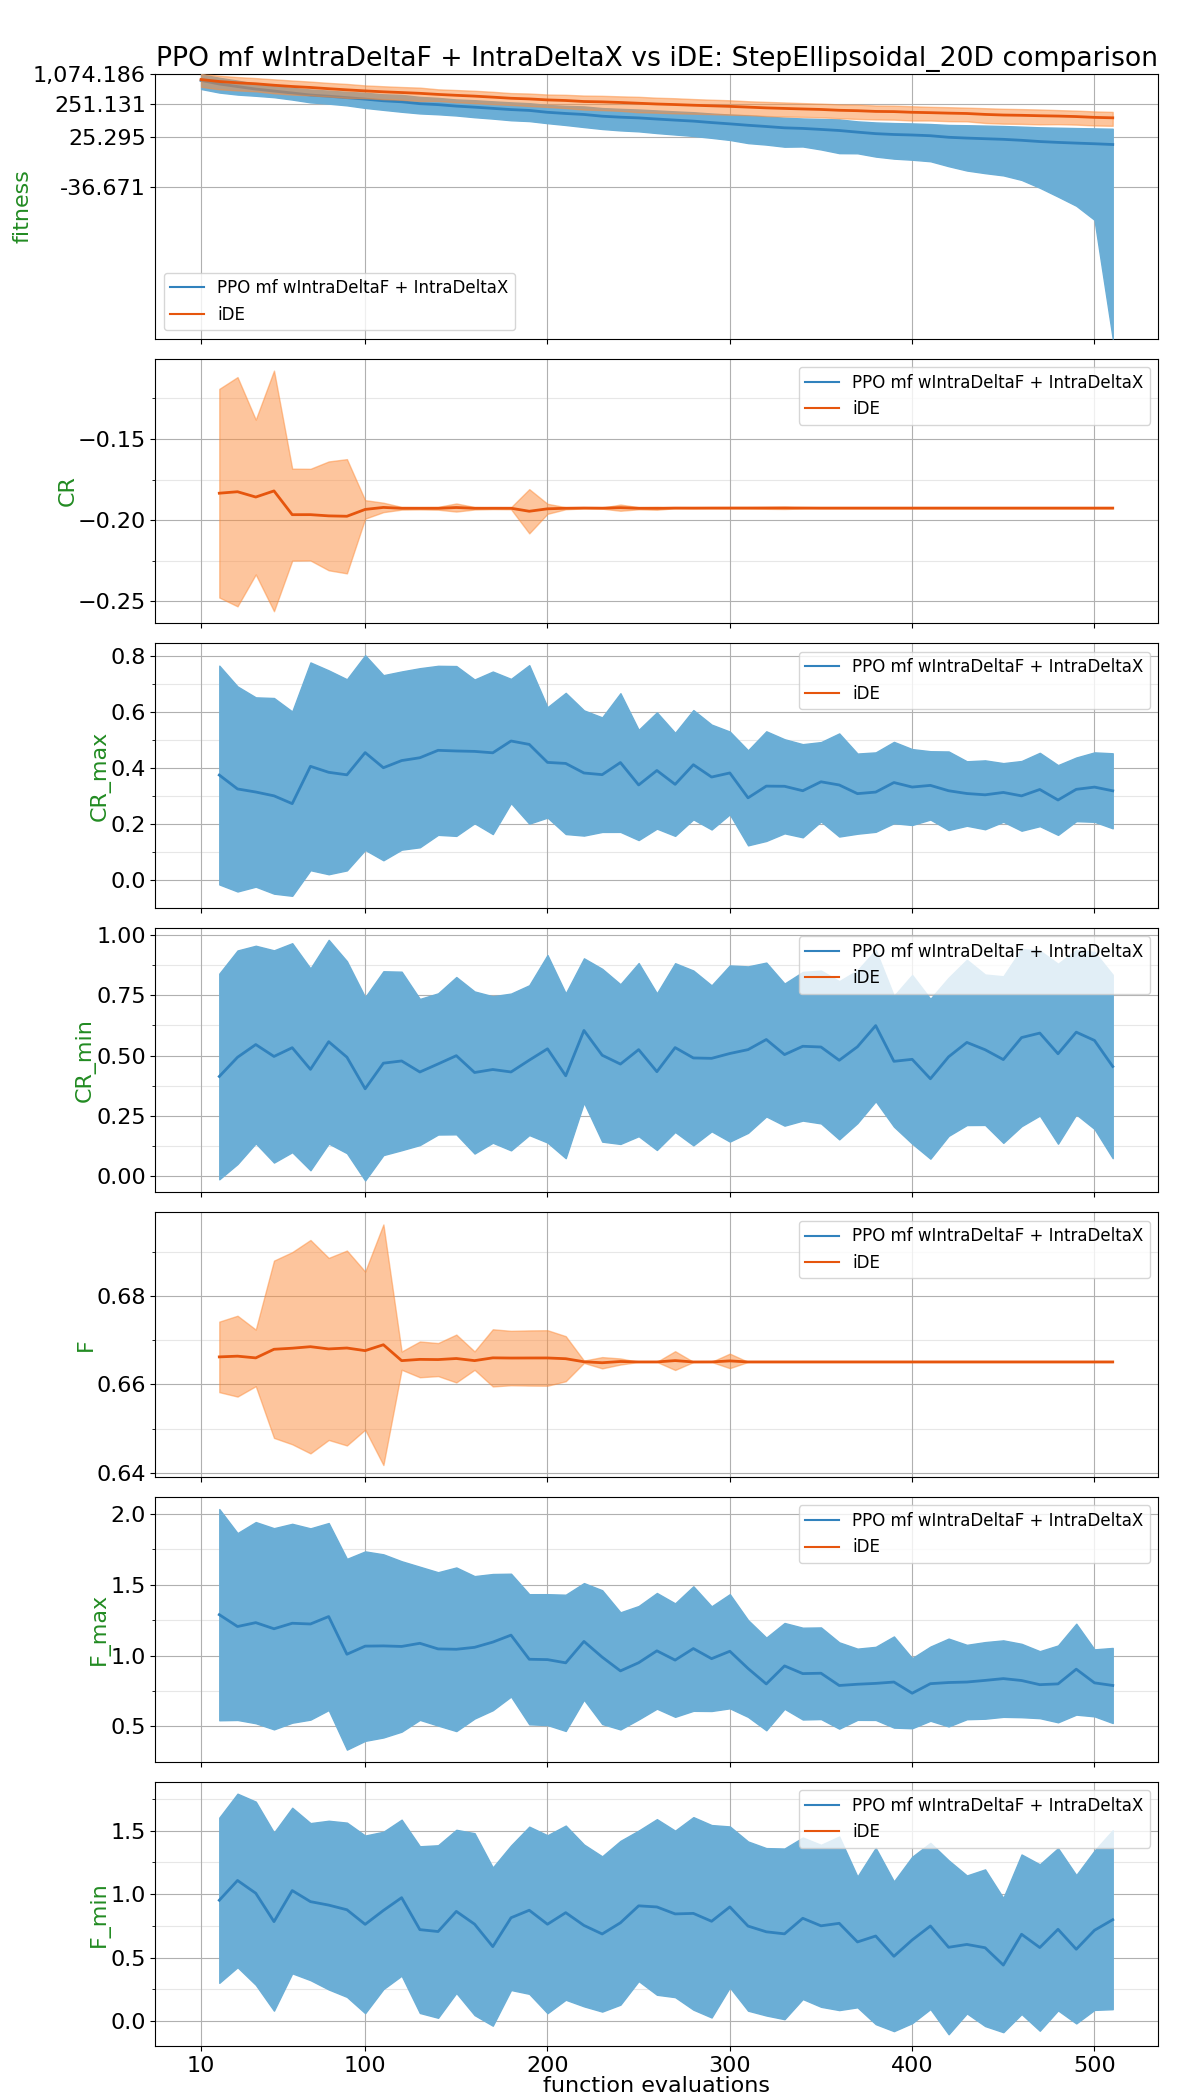 PPO mf wIntraDeltaF + IntraDeltaX vs iDE: StepEllipsoidal_20D comparison
1,074.186
251.131
25.295
-36.671
fitness
PPO mf wIntraDeltaF + IntraDeltaX
iDE
PPO mf wIntraDeltaF + IntraDeltaX
iDE
−0.15
−0.20
−0.25
CR
PPO mf wIntraDeltaF + IntraDeltaX
iDE
0.8
0.6
0.4
0.2
0.0
CR_max
PPO mf wIntraDeltaF + IntraDeltaX
iDE
1.00
0.75
0.50
0.25
0.00
CR_min
PPO mf wIntraDeltaF + IntraDeltaX
iDE
0.68
0.66
0.64
F
PPO mf wIntraDeltaF + IntraDeltaX
iDE
2.0
1.5
1.0
0.5
F_max
PPO mf wIntraDeltaF + IntraDeltaX
iDE
1.5
1.0
0.5
0.0
F_min
10 100 200 300 400 500
function evaluations